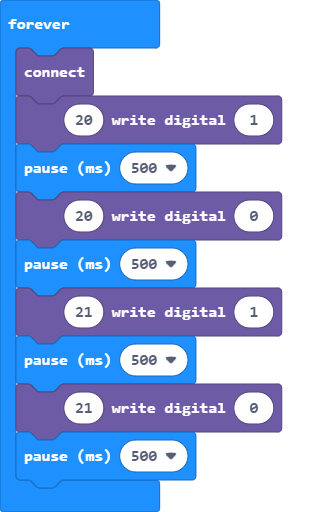 forever
connect
20 write digital 1
pause (ms) 500
20 write digital 0
pause (ms) 500
21 write digital 1
pause (ms) 500
21 write digital 0
pause (ms) 500